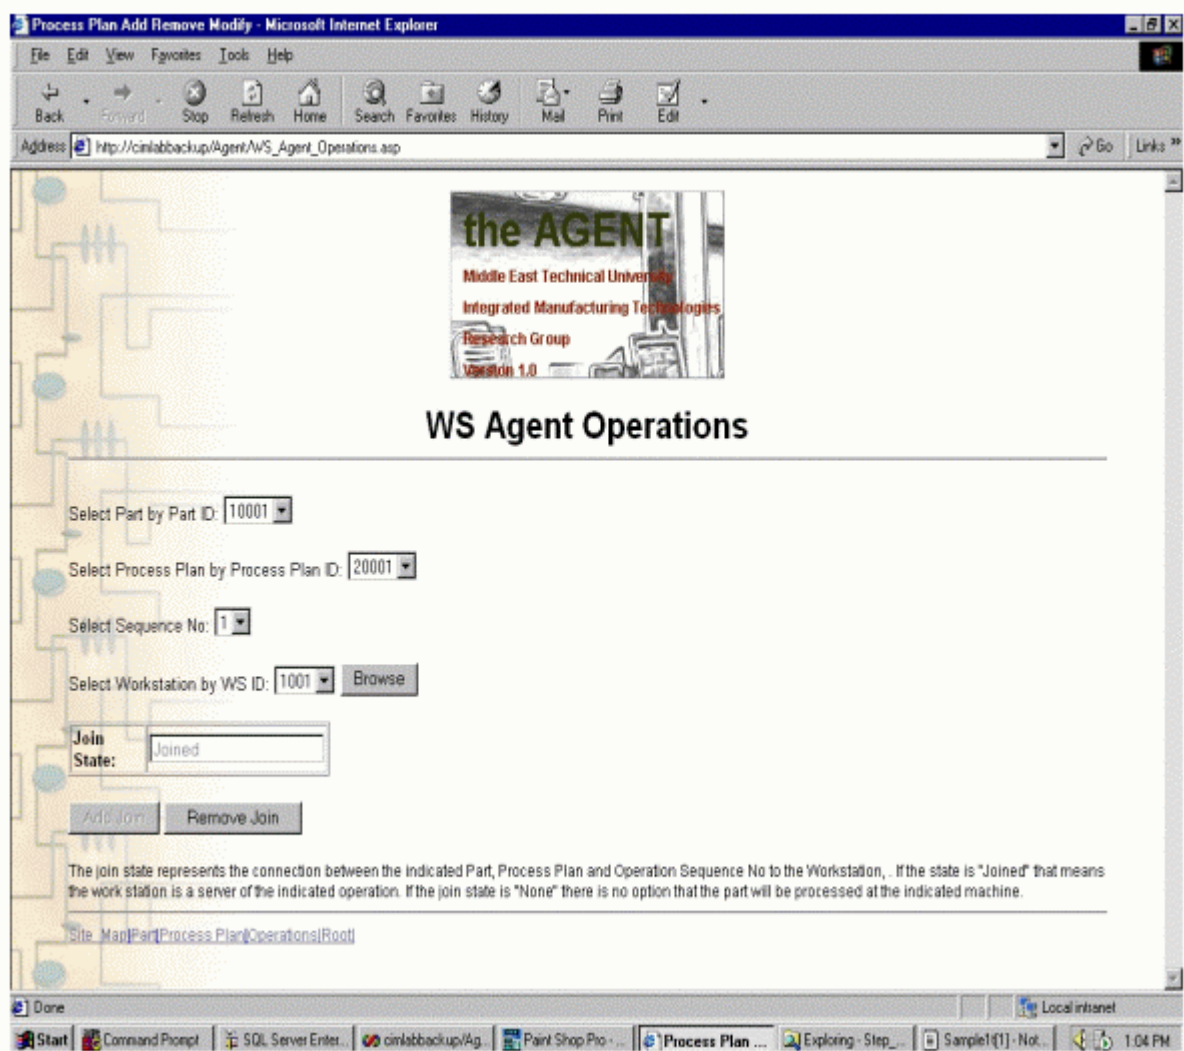 Process Plan Add Remove Modify - Microsoft Internet Explorer
File Edit View Favorites Tools Help
Back Forward Stop Refresh Home Search Favorites History Mail Print Edit
Address http://cimlabbackup/Agent/WS_Agent_Operations.asp Go Links »
the AGENT
Middle East Technical University
Integrated Manufacturing Technologies
Research Group
Version 1.0
WS Agent Operations
Select Part by Part ID: 10001
Select Process Plan by Process Plan ID: 20001
Select Sequence No: 1
Select Workstation by WS ID: 1001 Browse
Join State: Joined
Add Join Remove Join
The join state represents the connection between the indicated Part, Process Plan and Operation Sequence No to the Workstation, . If the state is "Joined" that means
the work station is a server of the indicated operation. If the join state is "None" there is no option that the part will be processed at the indicated machine.
Site Map|Part|Process Plan|Operations|Root|
Done Local intranet
Start Command Prompt SQL Server Enter... cimlabbackup/Ag... Paint Shop Pro - ... Process Plan ... Exploring - Step_... Sample1f[1] - Not... 1:04 PM